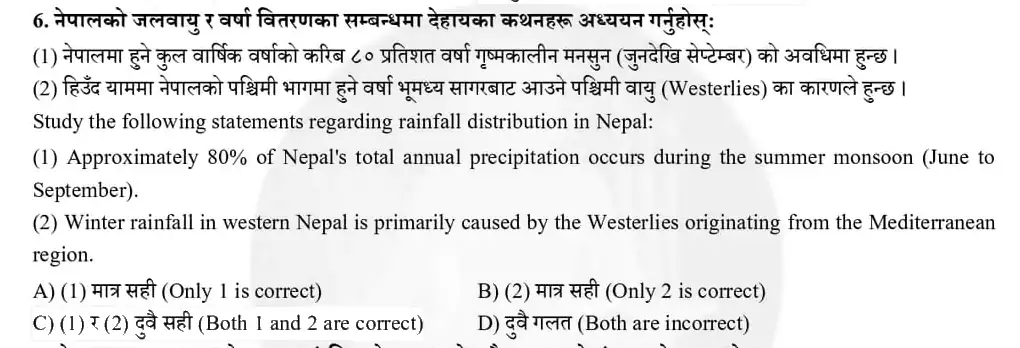 6. नेपालको जलवायु र वर्षा वितरणका सम्बन्धमा देहायका कथनहरू अध्ययन गर्नुहोस्:
(1) नेपालमा हुने कुल वार्षिक वर्षाको करिब ८० प्रतिशत वर्षा गृष्मकालीन मनसुन (जुनदेखि सेप्टेम्बर) को अवधिमा हुन्छ।
(2) हिउँद याममा नेपालको पश्चिमी भागमा हुने वर्षा भूमध्य सागरबाट आउने पश्चिमी वायु (Westerlies) का कारणले हुन्छ।
Study the following statements regarding rainfall distribution in Nepal:
(1) Approximately 80% of Nepal's total annual precipitation occurs during the summer monsoon (June to
September).
(2) Winter rainfall in western Nepal is primarily caused by the Westerlies originating from the Mediterranean
region.
A) (1) मात्र सही (Only 1 is correct) B) (2) मात्र सही (Only 2 is correct)
C) (1) र (2) दुवै सही (Both 1 and 2 are correct) D) दुवै गलत (Both are incorrect)